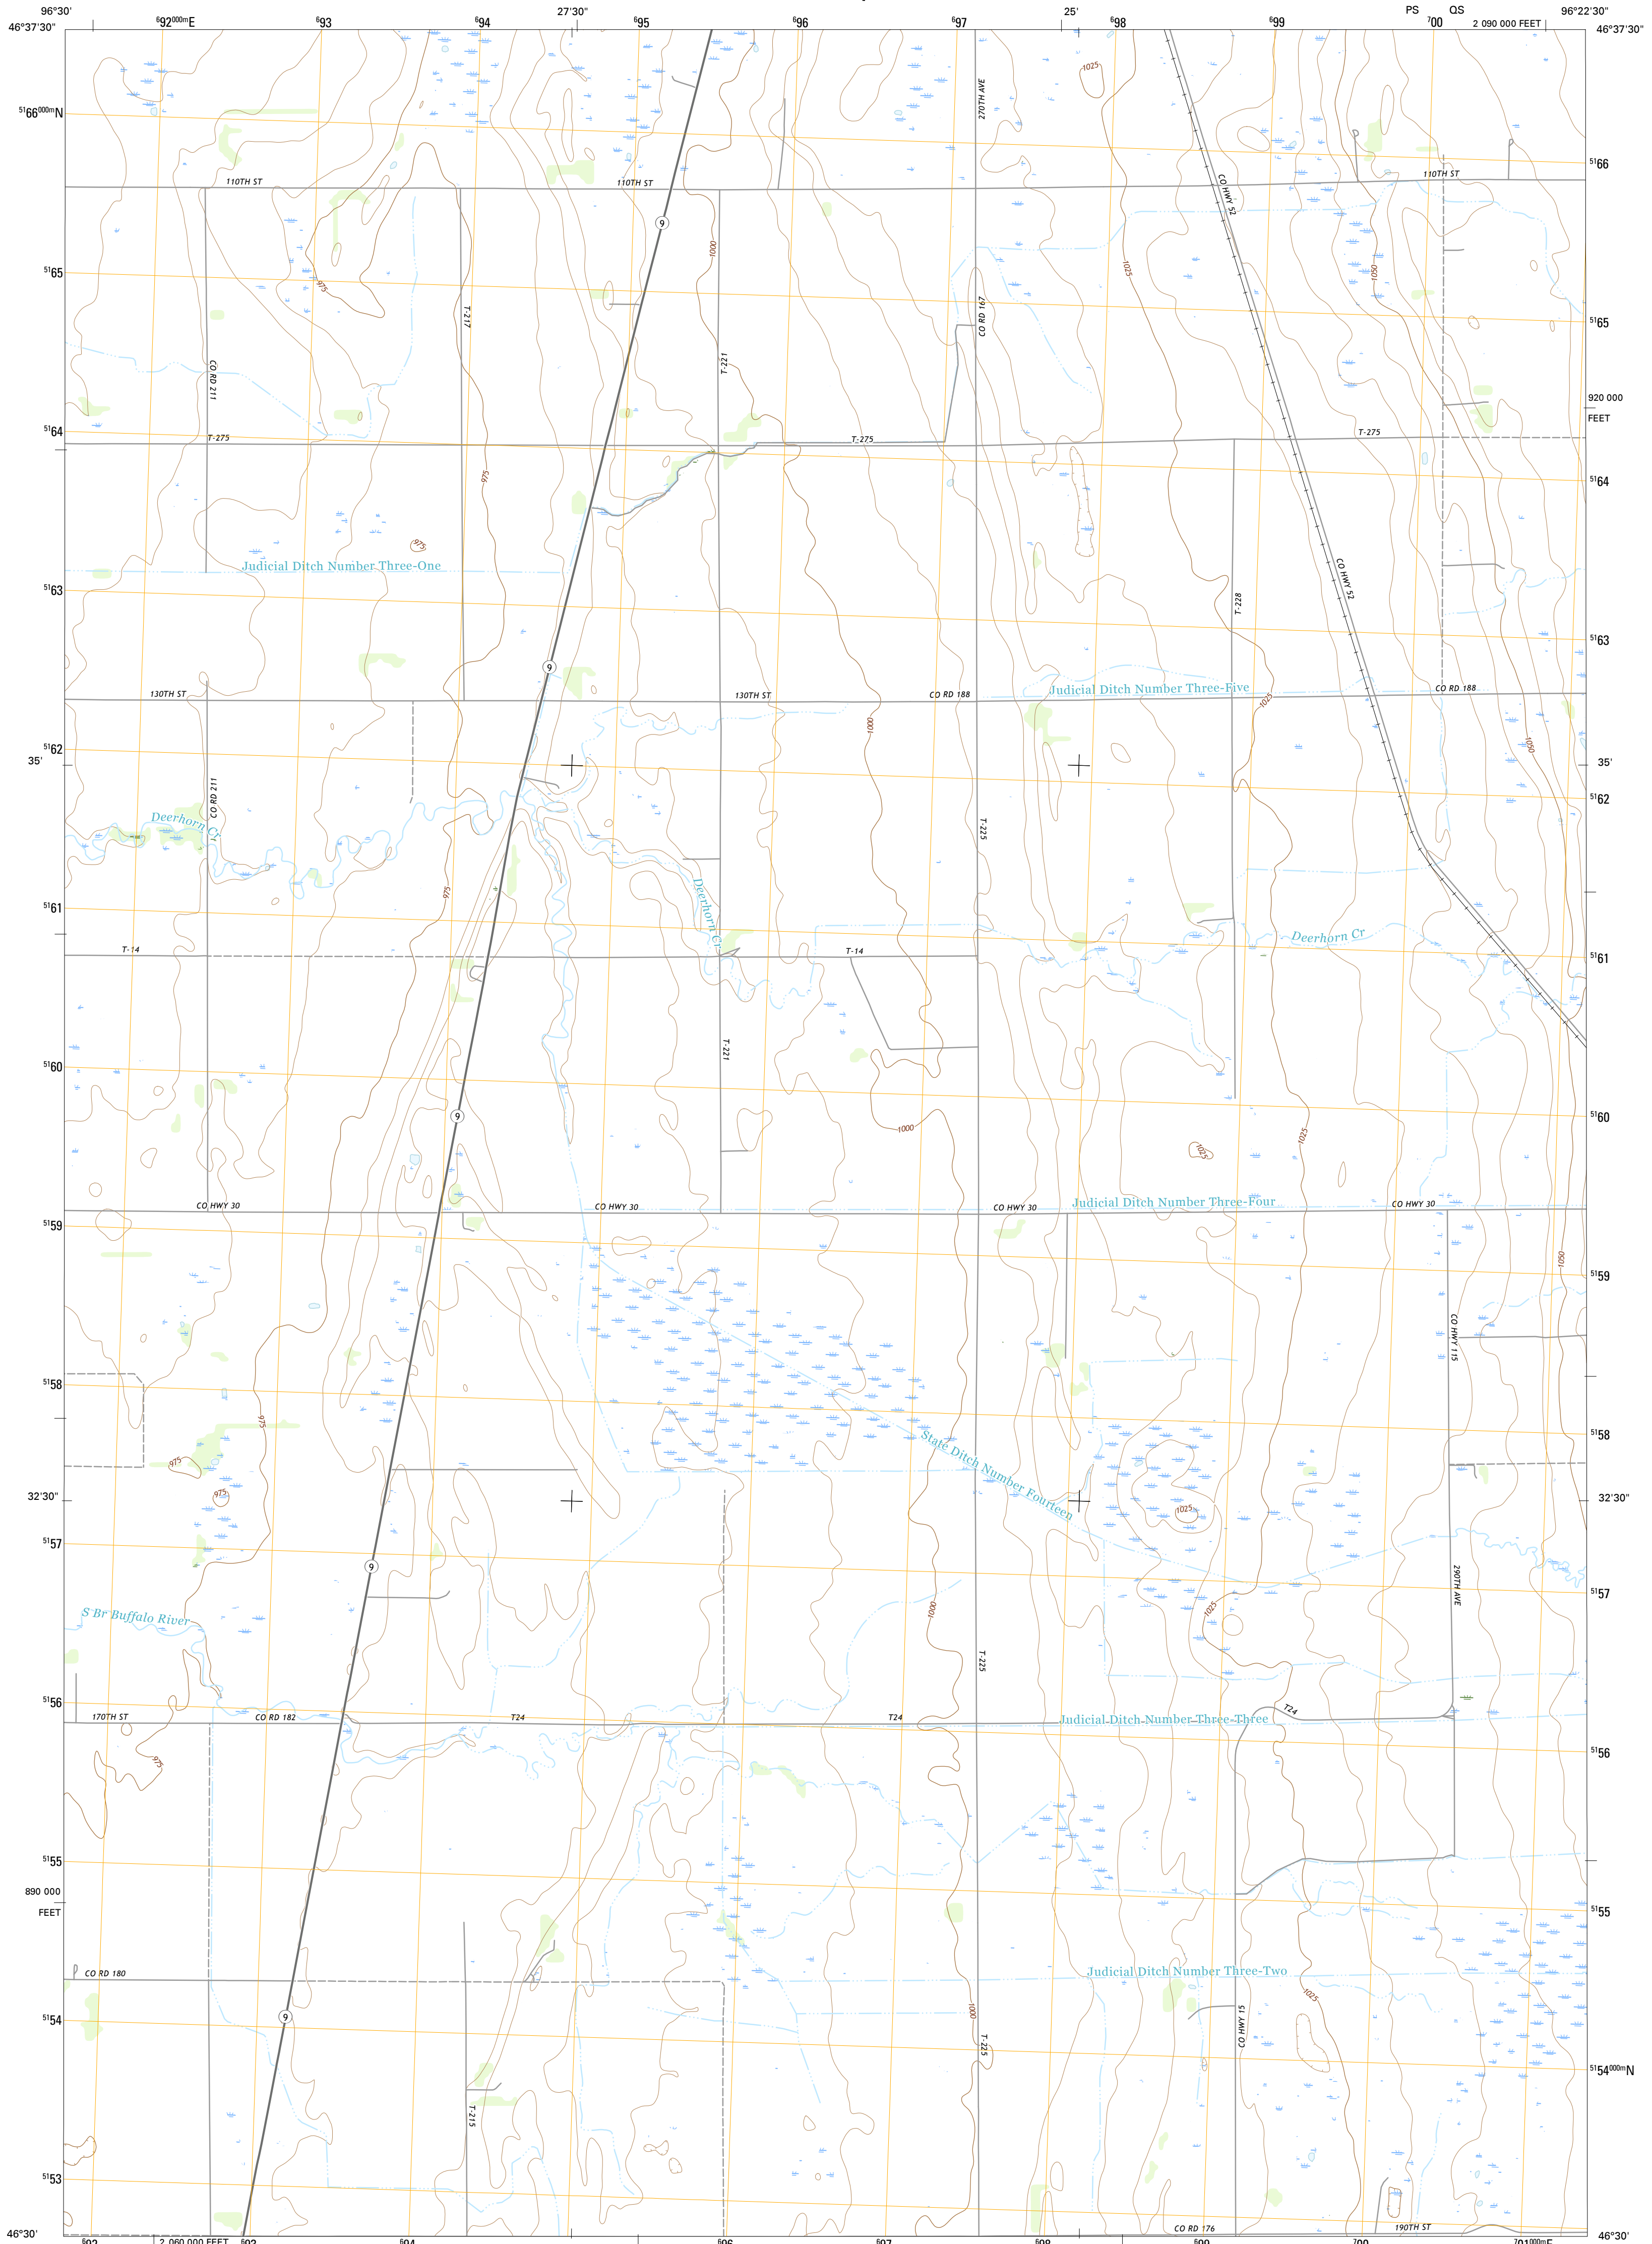 96°30'
⁶92⁰⁰⁰ᵐE
⁶93
⁶94
27'30"
⁶95
⁶96
⁶97
25'
⁶98
⁶99
PS
QS
⁷00
2 090 000 FEET
96°22'30"
46°37'30"
46°37'30"
1025
270TH AVE
⁵¹66⁰⁰⁰ᵐN
⁵¹66
110TH ST
110TH ST
CO HWY 52
110TH ST
9
1000
1025
1050
⁵¹65
975
T-217
CO RD 162
⁵¹65
CO RD 211
T-221
920 000
FEET
⁵¹64
T-275
T-275
T-275
975
⁵¹64
975
Judicial Ditch Number Three-One
CO HWY 52
⁵¹63
T-228
⁵¹63
9
130TH ST
130TH ST
CO RD 188
Judicial Ditch Number Three-Five
1025
CO RD 188
1000
1050
⁵¹62
35'
35'
CO RD 211
⁵¹62
Deerhorn Cr
T-225
975
Deerhorn Cr
⁵¹61
Deerhorn Cr
T-14
T-14
⁵¹61
T-221
⁵¹60
9
1000
1025
⁵¹60
1025
CO HWY 30
CO HWY 30
CO HWY 30
Judicial Ditch Number Three-Four
CO HWY 30
⁵¹59
1050
⁵¹59
CO HWY 115
⁵¹58
975
State Ditch Number Fourteen
⁵¹58
975
975
32'30"
32'30"
1025
⁵¹57
9
290TH AVE
⁵¹57
S Br Buffalo River
1000
1025
T-225
⁵¹56
170TH ST
CO RD 182
T24
T24
Judicial Ditch Number Three-Three
T24
975
⁵¹56
⁵¹55
890 000
FEET
⁵¹55
CO RD 180
Judicial Ditch Number Three-Two
9
1000
1025
⁵¹54
CO HWY 15
T-225
⁵¹54⁰⁰⁰ᵐN
T-215
⁵¹53
CO RD 176
190TH ST
46°30'
46°30'
2 060 000 FEET